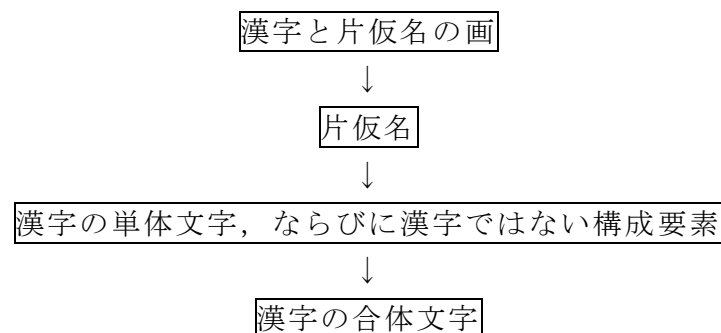 漢字と片仮名の画
↓
片仮名
↓
漢字の単体文字，ならびに漢字ではない構成要素
↓
漢字の合体文字